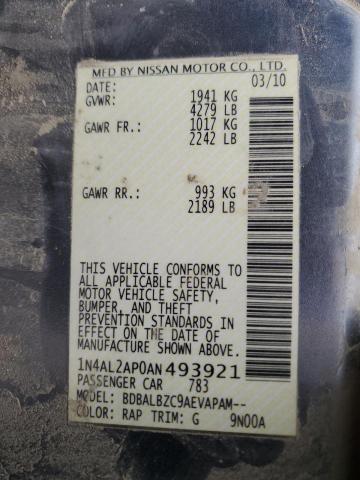 MFD BY NISSAN MOTOR CO., LTD.
DATE: 03/10
GVWR: 1941 KG
4279 LB
GAWR FR.: 1017 KG
2242 LB
GAWR RR.: 993 KG
2189 LB
THIS VEHICLE CONFORMS TO
ALL APPLICABLE FEDERAL
MOTOR VEHICLE SAFETY,
BUMPER, AND THEFT
PREVENTION STANDARDS IN
EFFECT ON THE DATE OF
MANUFACTURE SHOWN ABOVE.
1N4AL2AP0AN493921
PASSENGER CAR 783
MODEL: BDBALBZC9AEVAPAM--
COLOR: RAP TRIM: G 9N00A